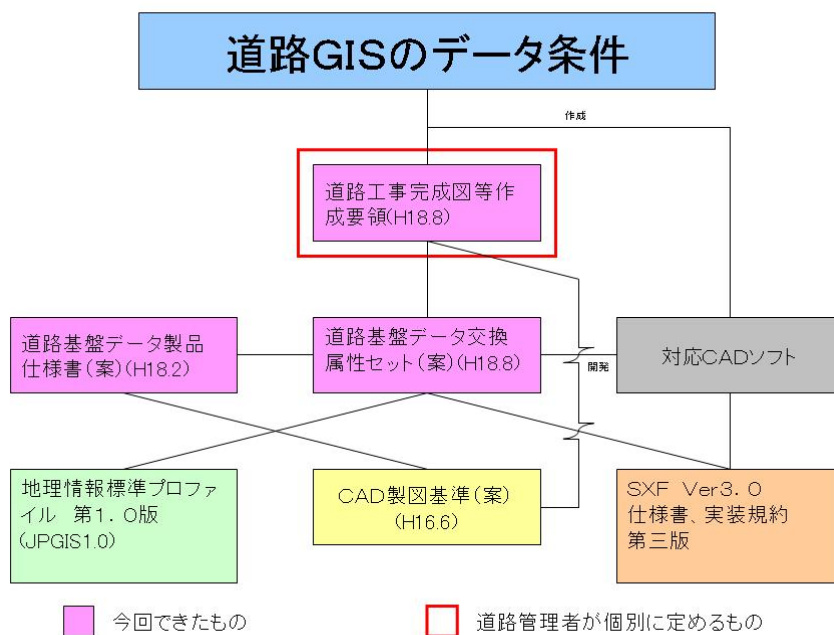 道路GISのデータ条件
作成
道路工事完成図等作
成要領(H18.8)
道路基盤データ製品
仕様書(案)(H18.2)
道路基盤データ交換
属性セット(案)(H18.8)
開発
対応CADソフト
地理情報標準プロファ
イル 第1.0版
(JPGIS1.0)
CAD製図基準(案)
(H16.6)
SXF Ver3.0
仕様書、実装規約
第三版
今回できたもの
道路管理者が個別に定めるもの